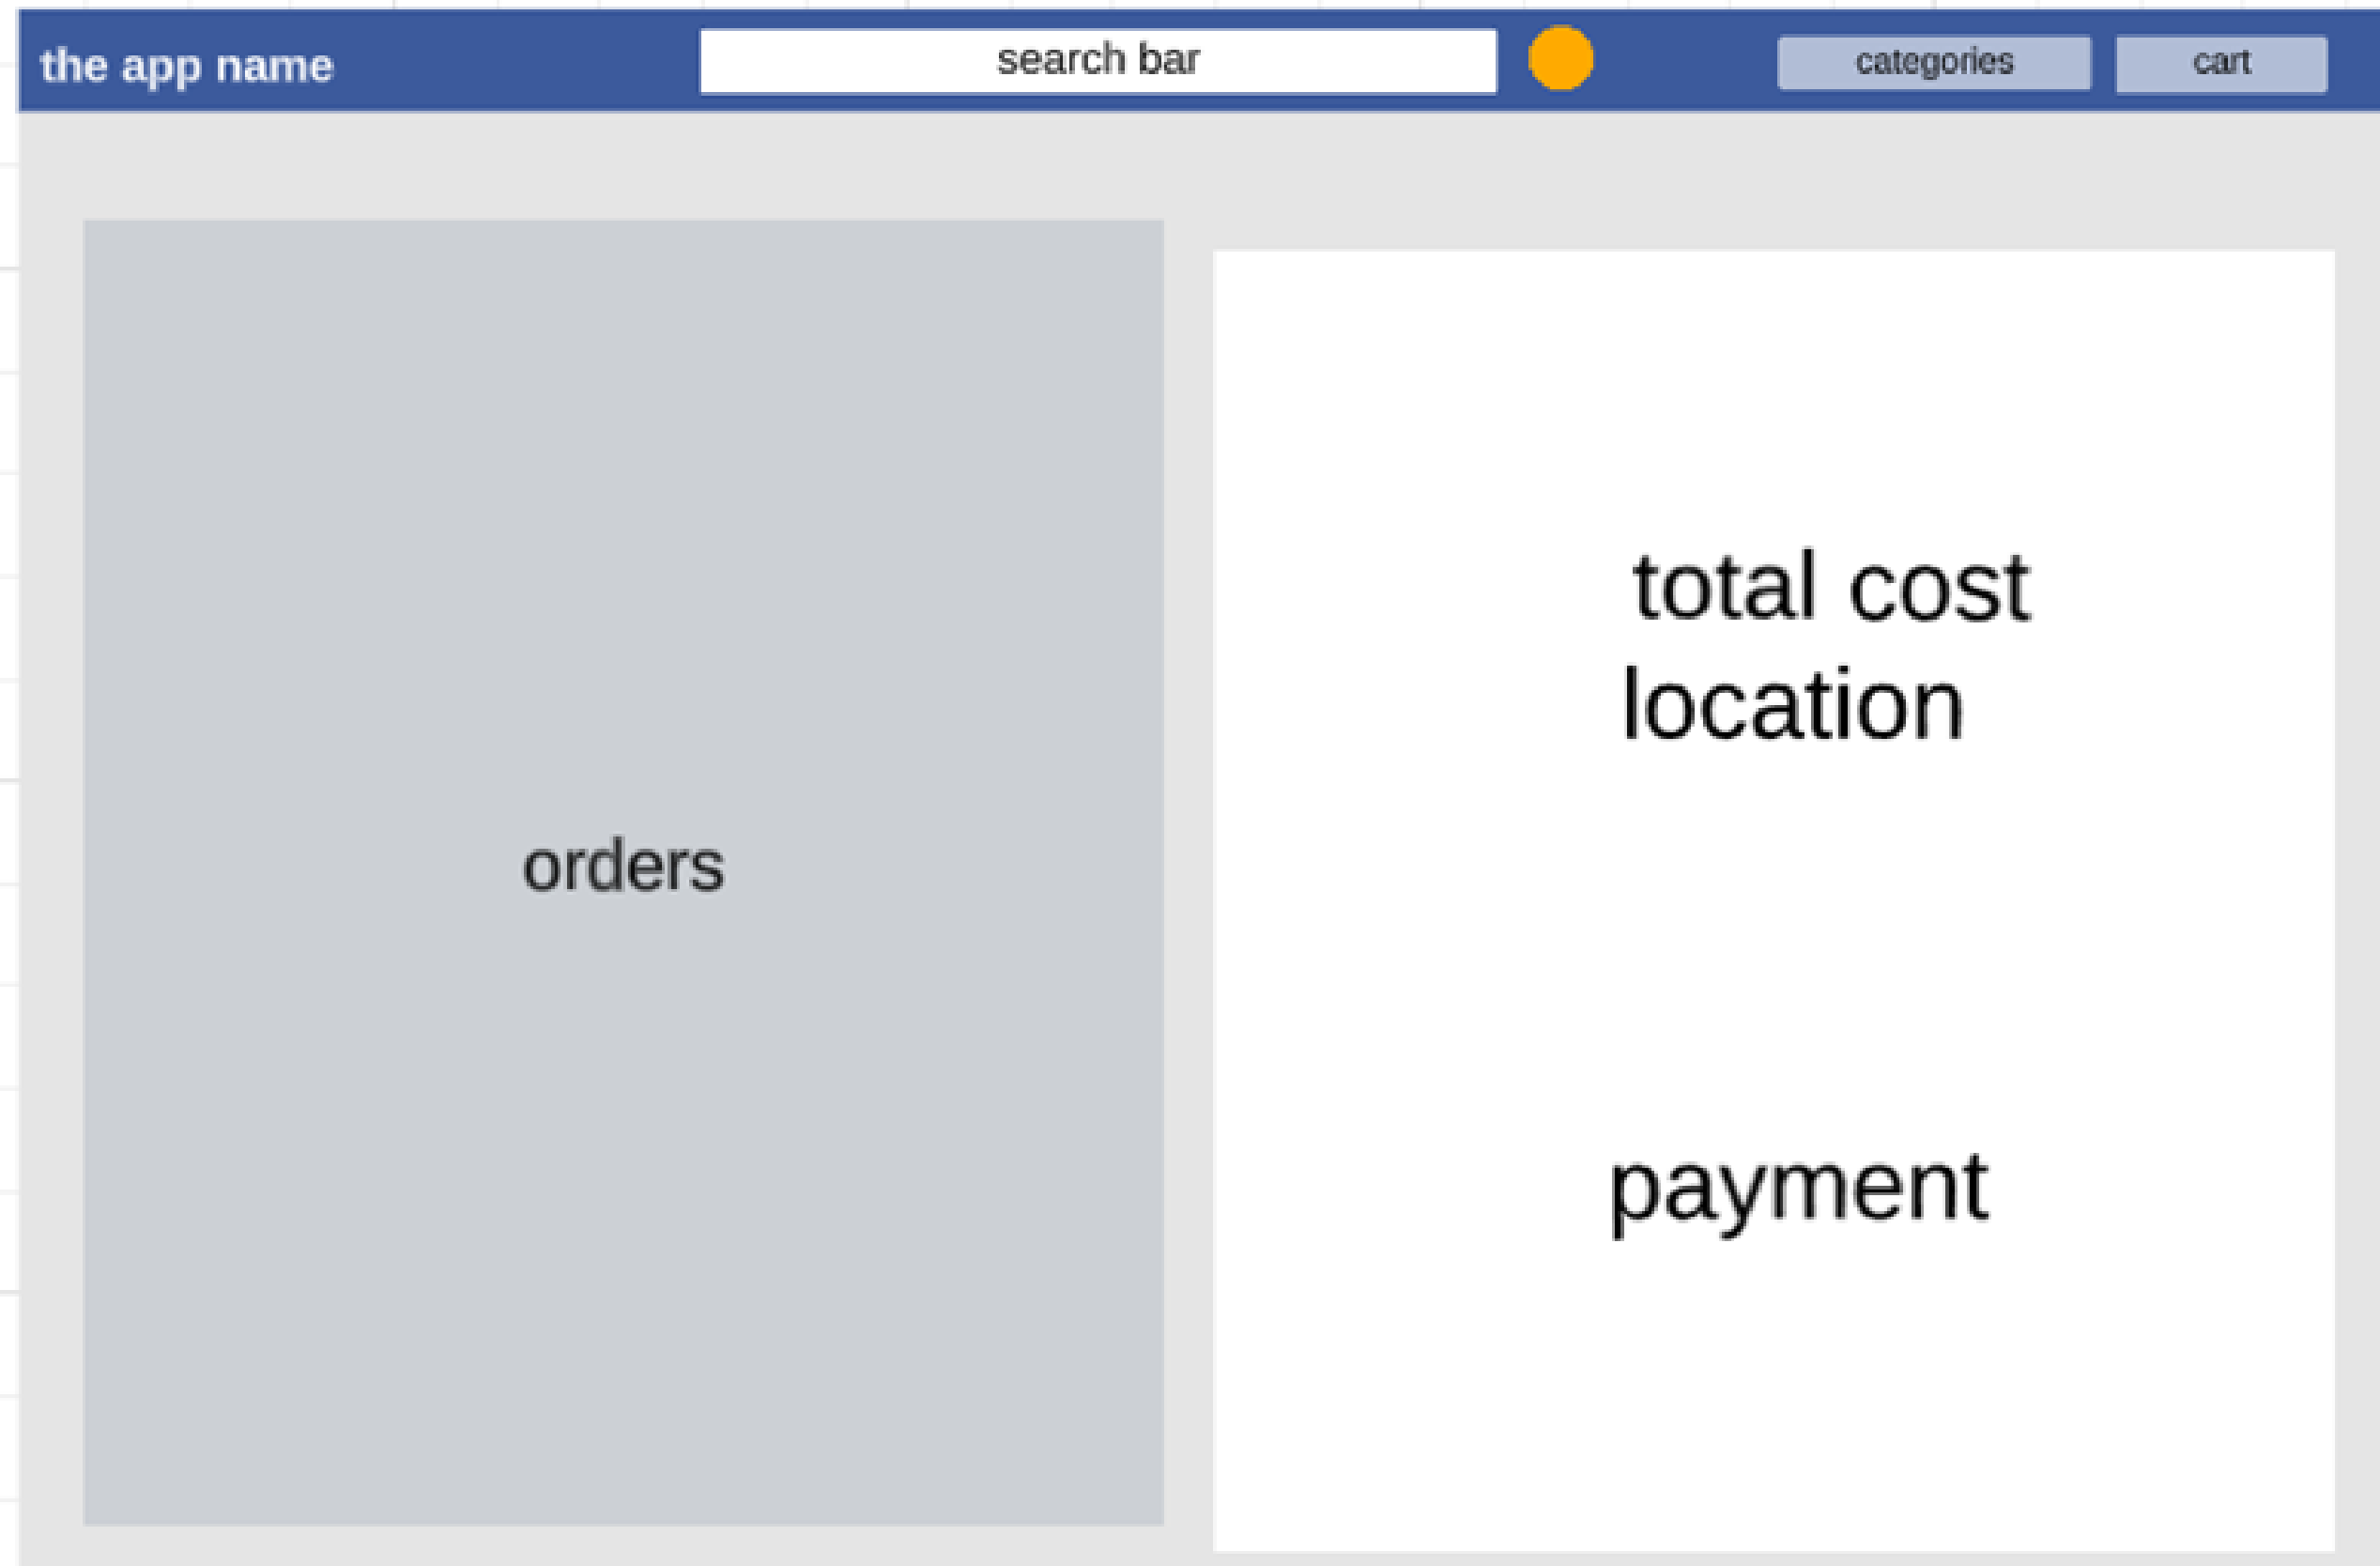 the app name
search bar
categories
cart
orders
total cost
location
payment